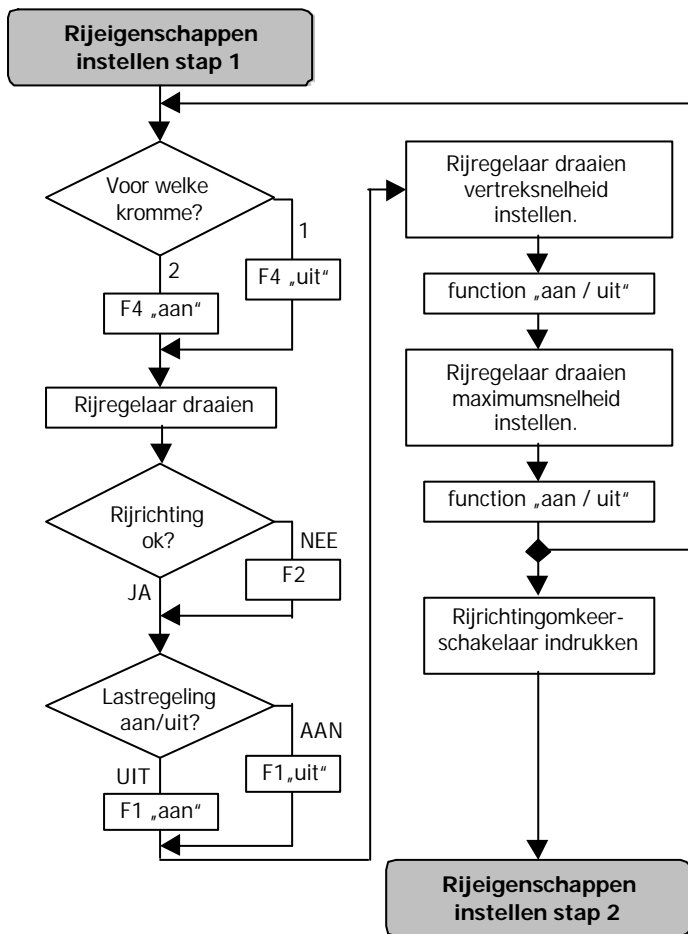 Rijeigenschappen
instellen stap 1
Voor welke
kromme?
1
2
F4 „uit“
F4 „aan“
Rijregelaar draaien
Rijrichting
ok?
NEE
F2
JA
Lastregeling
aan/uit?
AAN
F1„uit“
UIT
F1 „aan“
Rijregelaar draaien
vertreksnelheid
instellen.
function „aan / uit“
Rijregelaar draaien
maximumsnelheid
instellen.
function „aan / uit“
Rijrichtingomkeer-
schakelaar indrukken
Rijeigenschappen
instellen stap 2